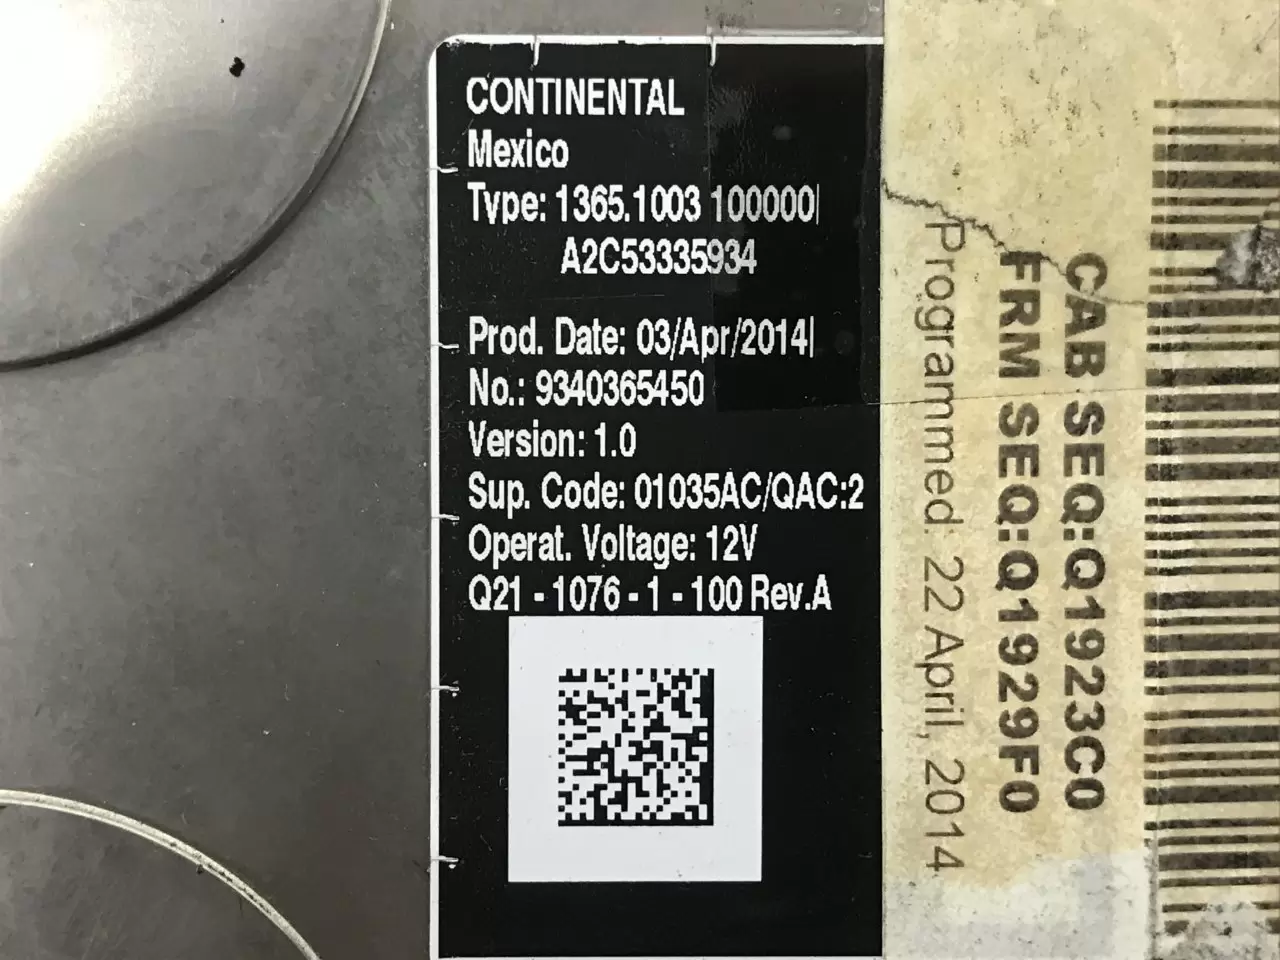 CONTINENTAL
Mexico
Type: 1365.1003 100000|
A2C53335934
Prod. Date: 03/Apr/2014|
No.: 9340365450
Version: 1.0
Sup. Code: 01035AC/QAC:2
Operat. Voltage: 12V
Q21 - 1076 - 1 - 100 Rev.A
CAB SEQ:Q1923C0
FRM SEQ:Q1929F0
Programmed: 22 April, 2014